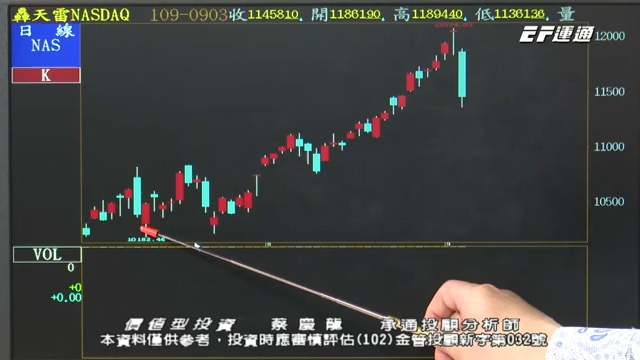 轟天雷NASDAQ 109-0903收1145810, 開1186190, 高1189440, 低1136136, 量
日 線
NAS
EF運通
K
12000
11500
11000
10500
10182.46
8
9
VOL
0
+0
+0.00
價值型投資 蔡慶龍 承通投顧分析師
本資料僅供參考，投資時應審慎評估(102)金管投顧新字第032號